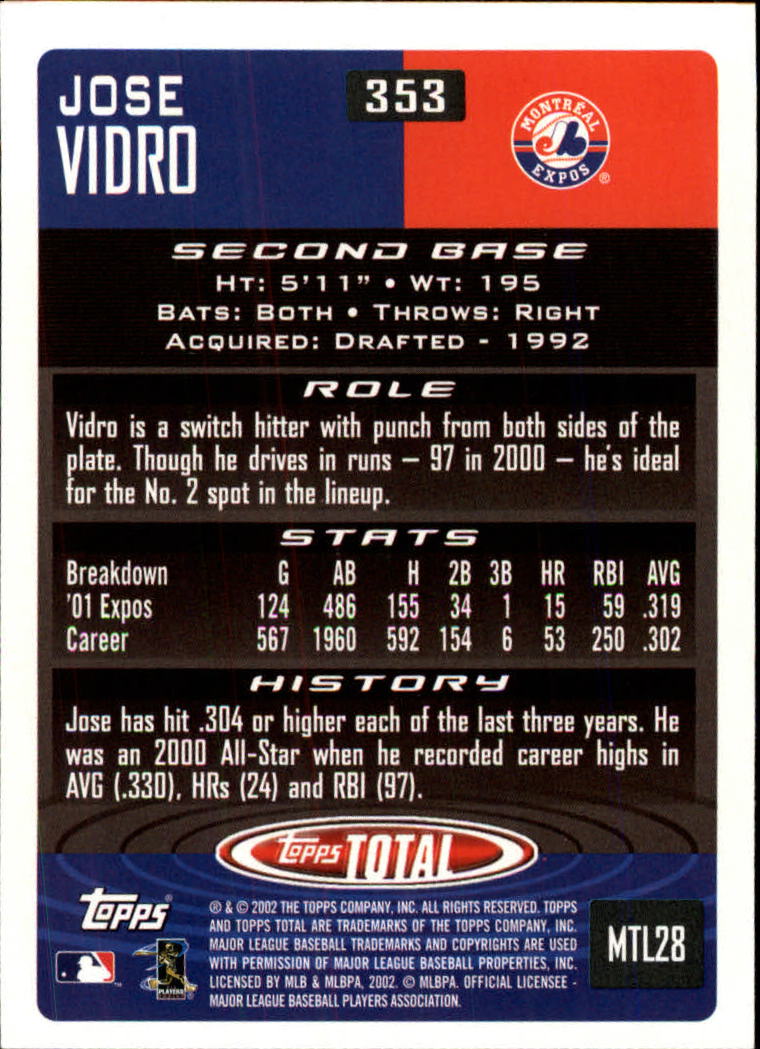 JOSE
VIDRO
353
MONTRÉAL
EXPOS
®
SECOND BASE
HT: 5'11" • WT: 195
BATS: BOTH • THROWS: RIGHT
ACQUIRED: DRAFTED - 1992
ROLE
Vidro is a switch hitter with punch from both sides of the
plate. Though he drives in runs – 97 in 2000 – he's ideal
for the No. 2 spot in the lineup.
STATS
Breakdown G AB H 2B 3B HR RBI AVG
'01 Expos 124 486 155 34 1 15 59 .319
Career 567 1960 592 154 6 53 250 .302
HISTORY
Jose has hit .304 or higher each of the last three years. He
was an 2000 All-Star when he recorded career highs in
AVG (.330), HRs (24) and RBI (97).
topps TOTAL
topps
® & © 2002 THE TOPPS COMPANY, INC. ALL RIGHTS RESERVED. TOPPS
AND TOPPS TOTAL ARE TRADEMARKS OF THE TOPPS COMPANY, INC.
MAJOR LEAGUE BASEBALL TRADEMARKS AND COPYRIGHTS ARE USED
WITH PERMISSION OF MAJOR LEAGUE BASEBALL PROPERTIES, INC.
LICENSED BY MLB & MLBPA, 2002. © MLBPA. OFFICIAL LICENSEE -
MAJOR LEAGUE BASEBALL PLAYERS ASSOCIATION.
PLAYERS
MTL28